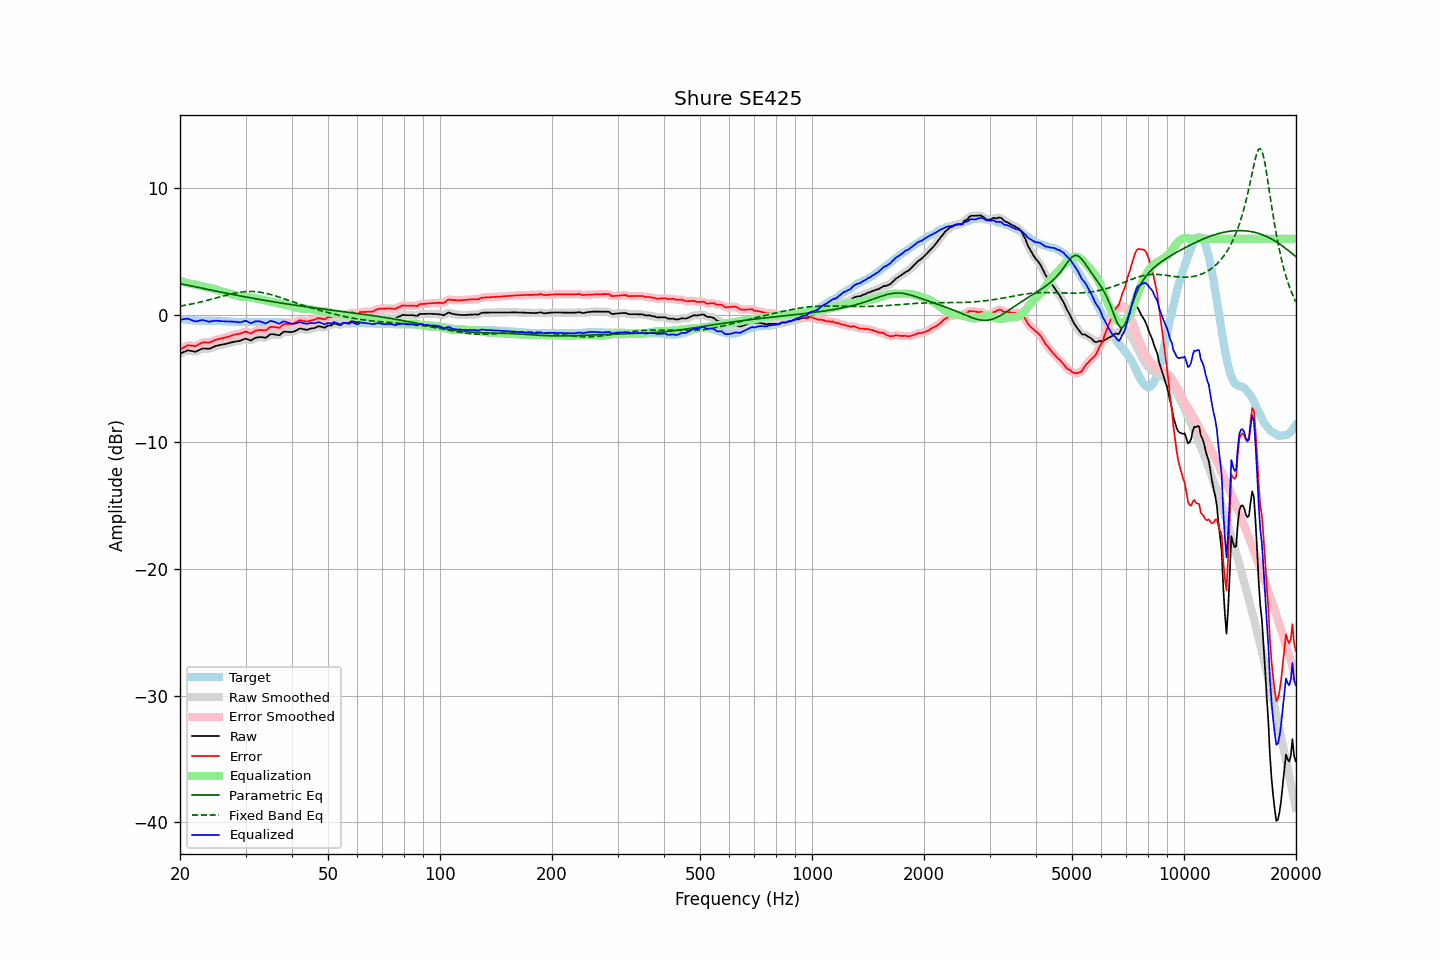 Shure SE425
Amplitude (dBr)
10
0
−10
−20
−30
−40
Target
Raw Smoothed
Error Smoothed
Raw
Error
Equalization
Parametric Eq
Fixed Band Eq
Equalized
20 50 100 200 500 1000 2000 5000 10000 20000
Frequency (Hz)